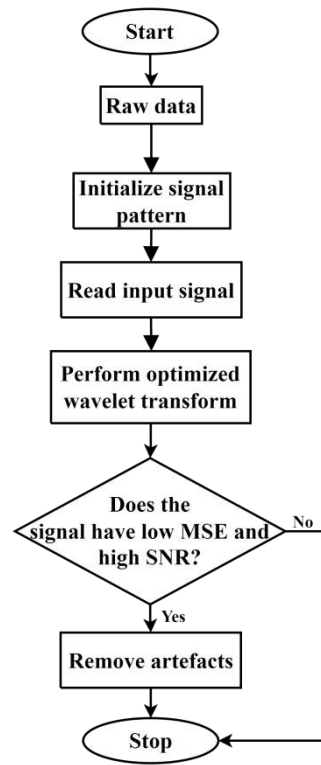 Start
Raw data
Initialize signal
pattern
Read input signal
Perform optimized
wavelet transform
Does the
signal have low MSE and
high SNR?
No
Yes
Remove artefacts
Stop